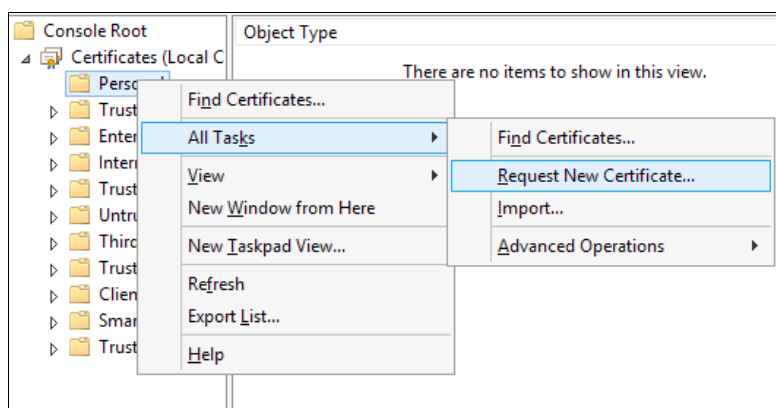 Console Root
Object Type
Certificates (Local C
There are no items to show in this view.
Find Certificates...
Trust
Enter
All Tasks
Find Certificates...
Inter
View
Request New Certificate...
Trust
New Window from Here
Import...
Untru
Third
New Taskpad View...
Advanced Operations
Trust
Refresh
Clien
Export List...
Smar
Trust
Help